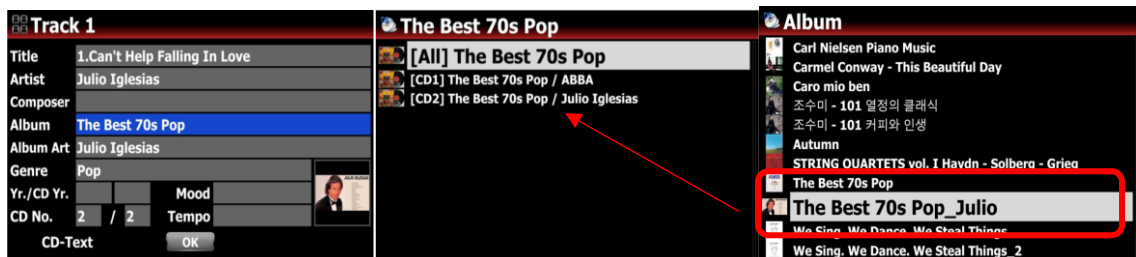 Track 1
Title 1.Can't Help Falling In Love
Artist Julio Iglesias
Composer
Album The Best 70s Pop
Album Art Julio Iglesias
Genre Pop
Yr./CD Yr. Mood
CD No. 2 / 2 Tempo
CD-Text OK
JULIO IGLESIAS
The Best 70s Pop
[All] The Best 70s Pop
[CD1] The Best 70s Pop / ABBA
[CD2] The Best 70s Pop / Julio Iglesias
Album
Carl Nielsen Piano Music
Carmel Conway - This Beautiful Day
Caro mio ben
조수미 - 101 열정의 클래식
조수미 - 101 커피와 인생
Autumn
STRING QUARTETS vol. I Haydn - Solberg - Grieg
The Best 70s Pop
The Best 70s Pop_Julio
We Sing. We Dance. We Steal Things
We Sing. We Dance. We Steal Things_2